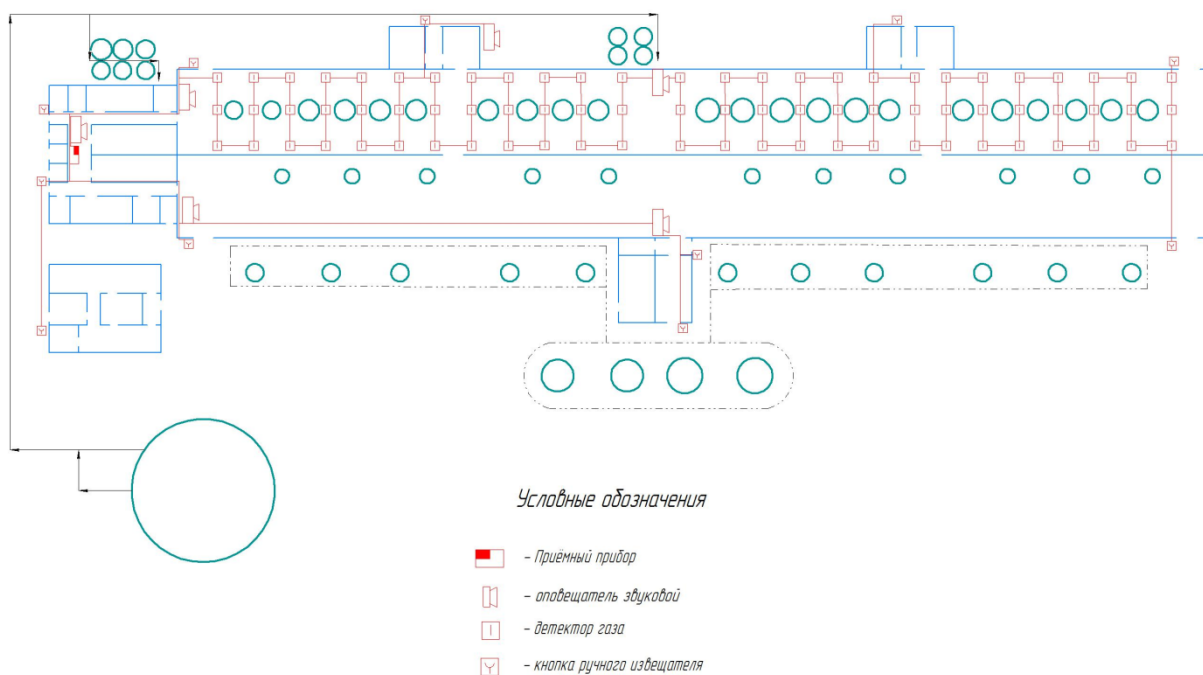 Условные обозначения
- Приёмный прибор
- оповещатель звуковой
- детектор газа
- кнопка ручного извещателя